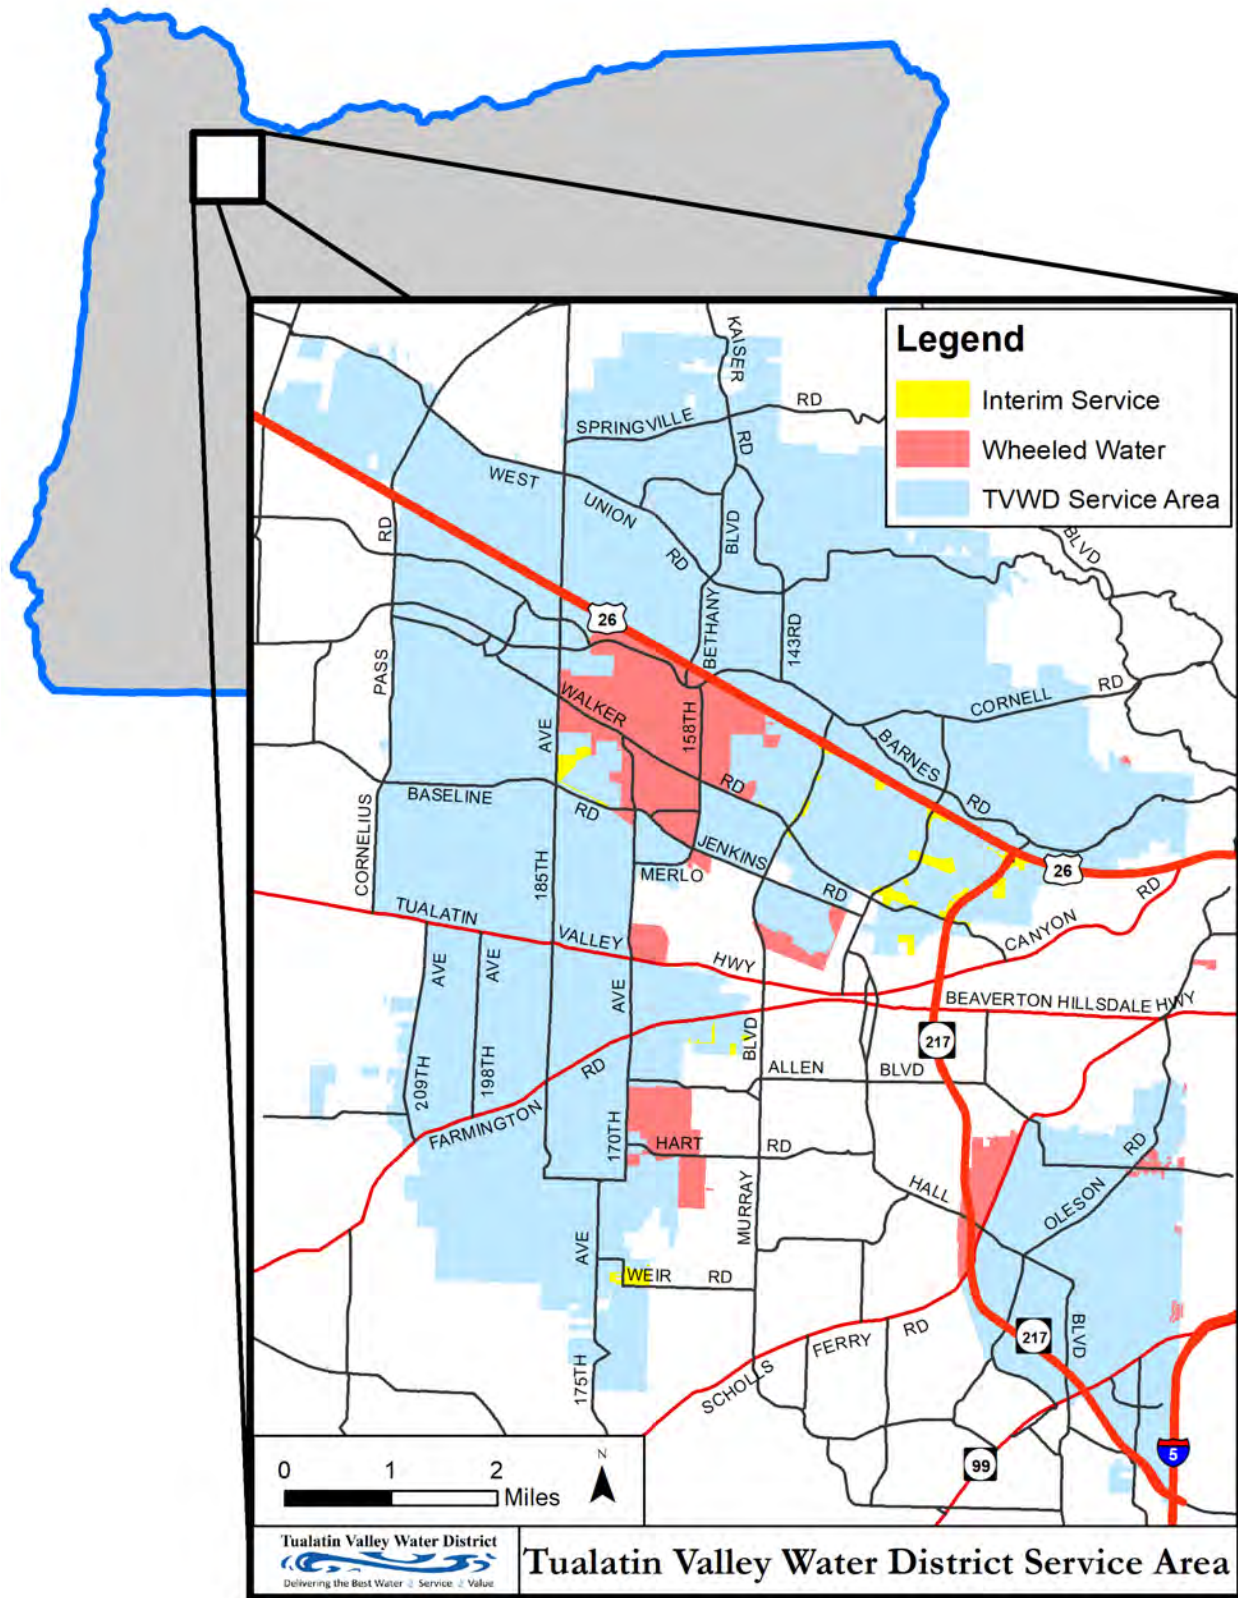 Legend
Interim Service
Wheeled Water
TVWD Service Area
KAISER
RD
SPRINGVILLE
RD
WEST
UNION
RD
BLVD
BLVD
RD
26
BETHANY
143RD
PASS
WALKER
CORNELL
RD
AVE
158TH
BARNES
RD
RD
BASELINE
RD
JENKINS
RD
CORNELIUS
185TH
MERLO
26
RD
CANYON
TUALATIN
VALLEY
HWY
AVE
AVE
AVE
BEAVERTON HILLSDALE HWY
217
BLVD
ALLEN
BLVD
209TH
198TH
RD
FARMINGTON
170TH
HART
RD
RD
HALL
OLESON
MURRAY
AVE
WEIR
RD
217
BLVD
FERRY
RD
SCHOLLS
175TH
5
99
0 1 2
Miles
N
Tualatin Valley Water District
Delivering the Best Water Service Value
Tualatin Valley Water District Service Area